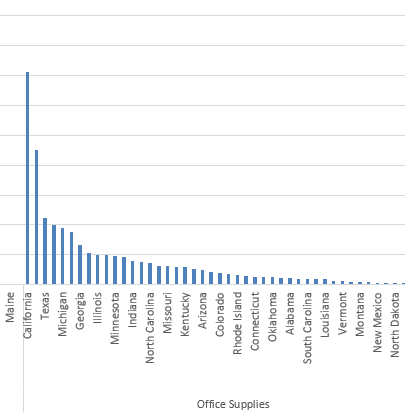 Maine
California
Texas
Michigan
Georgia
Illinois
Minnesota
Indiana
North Carolina
Missouri
Kentucky
Arizona
Colorado
Rhode Island
Connecticut
Oklahoma
Alabama
South Carolina
Louisiana
Vermont
Montana
New Mexico
North Dakota
Office Supplies